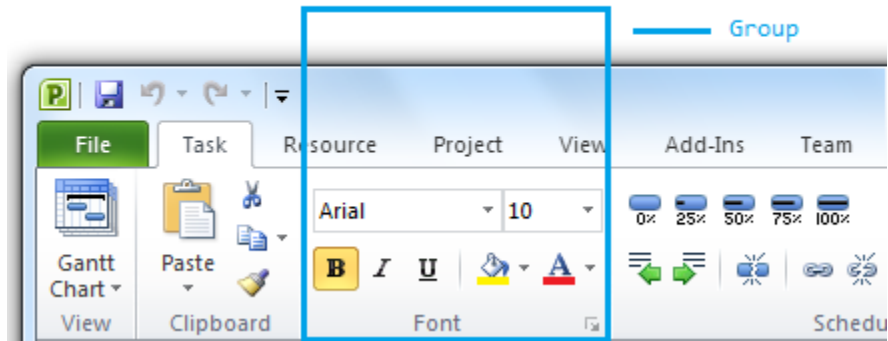 Group
P
File Task Resource Project View Add-Ins Team
Arial 10
0% 25% 50% 75% 100%
B I U A
Gantt Chart
Paste
View Clipboard Font Schedu